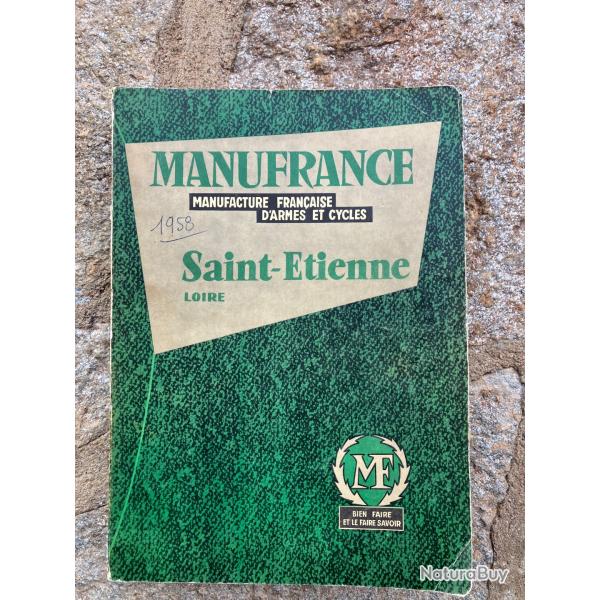 MANUFRANCE
MANUFACTURE FRANÇAISE
D'ARMES ET CYCLES
1958
Saint-Etienne
LOIRE
MF
BIEN FAIRE
ET LE FAIRE SAVOIR
NaturaBuy